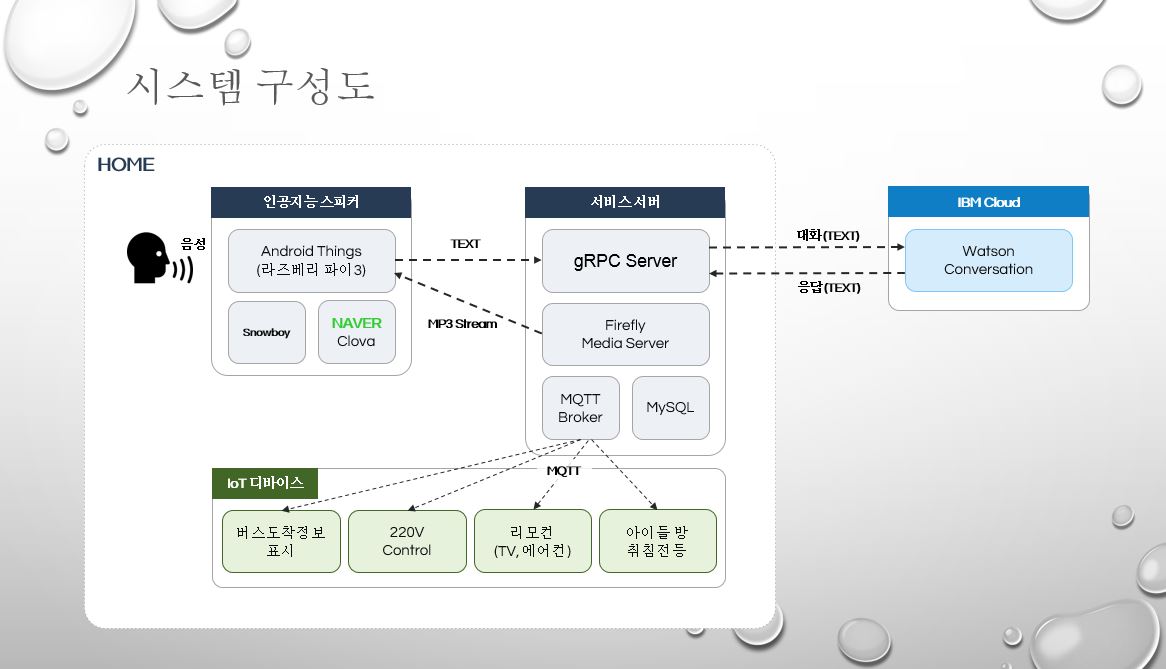 시스템 구성도
HOME
인공지능 스피커
서비스 서버
IBM Cloud
음성
Android Things
(라즈베리 파이3)
TEXT
gRPC Server
대화(TEXT)
응답(TEXT)
Watson
Conversation
Snowboy
NAVER
Clova
MP3 Stream
Firefly
Media Server
MQTT
Broker
MySQL
MQTT
IoT 디바이스
버스도착정보
표시
220V
Control
리모컨
(TV, 에어컨)
아이들 방
취침전등